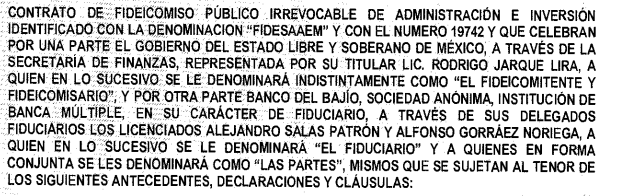 CONTRATO DE FIDEICOMISO PÚBLICO IRREVOCABLE DE ADMINISTRACIÓN E INVERSIÓN
IDENTIFICADO CON LA DENOMINACION "FIDESAAEM" Y CON EL NUMERO 19742 Y QUE CELEBRAN
POR UNA PARTE EL GOBIERNO DEL ESTADO LIBRE Y SOBERANO DE MÉXICO, A TRAVÉS DE LA
SECRETARÍA DE FINANZAS, REPRESENTADA POR SU TITULAR LIC. RODRIGO JARQUE LIRA, A
QUIEN EN LO SUCESIVO SE LE DENOMINARÁ INDISTINTAMENTE COMO "EL FIDEICOMITENTE Y
FIDEICOMISARIO", Y POR OTRA PARTE BANCO DEL BAJÍO, SOCIEDAD ANÓNIMA, INSTITUCIÓN DE
BANCA MÚLTIPLE, EN SU CARÁCTER DE FIDUCIARIO, A TRAVÉS DE SUS DELEGADOS
FIDUCIARIOS LOS LICENCIADOS ALEJANDRO SALAS PATRÓN Y ALFONSO GORRÁEZ NORIEGA, A
QUIEN EN LO SUCESIVO SE LE DENOMINARÁ "EL FIDUCIARIO" Y A QUIENES EN FORMA
CONJUNTA SE LES DENOMINARÁ COMO "LAS PARTES", MISMOS QUE SE SUJETAN AL TENOR DE
LOS SIGUIENTES ANTECEDENTES, DECLARACIONES Y CLÁUSULAS: